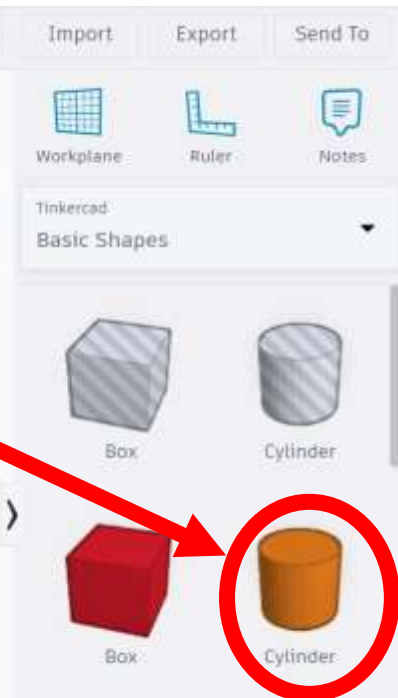 Import Export Send To
Workplane Ruler Notes
Tinkercad
Basic Shapes
Box Cylinder
Box Cylinder